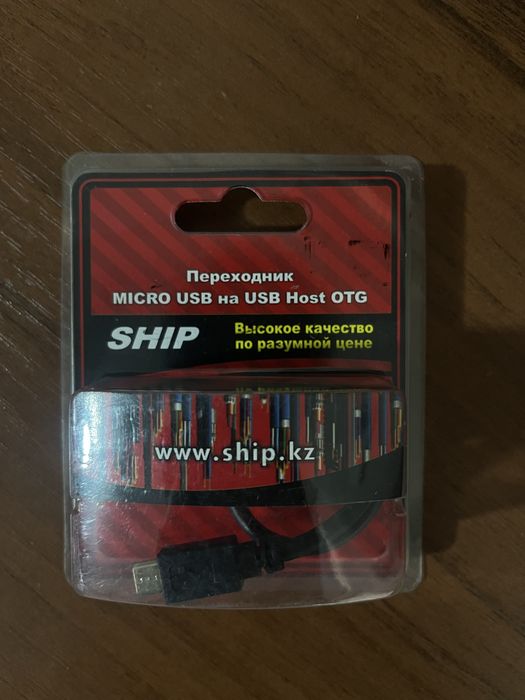 Переходник
MICRO USB на USB Host OTG
SHIP
Высокое качество
по разумной цене
www.ship.kz